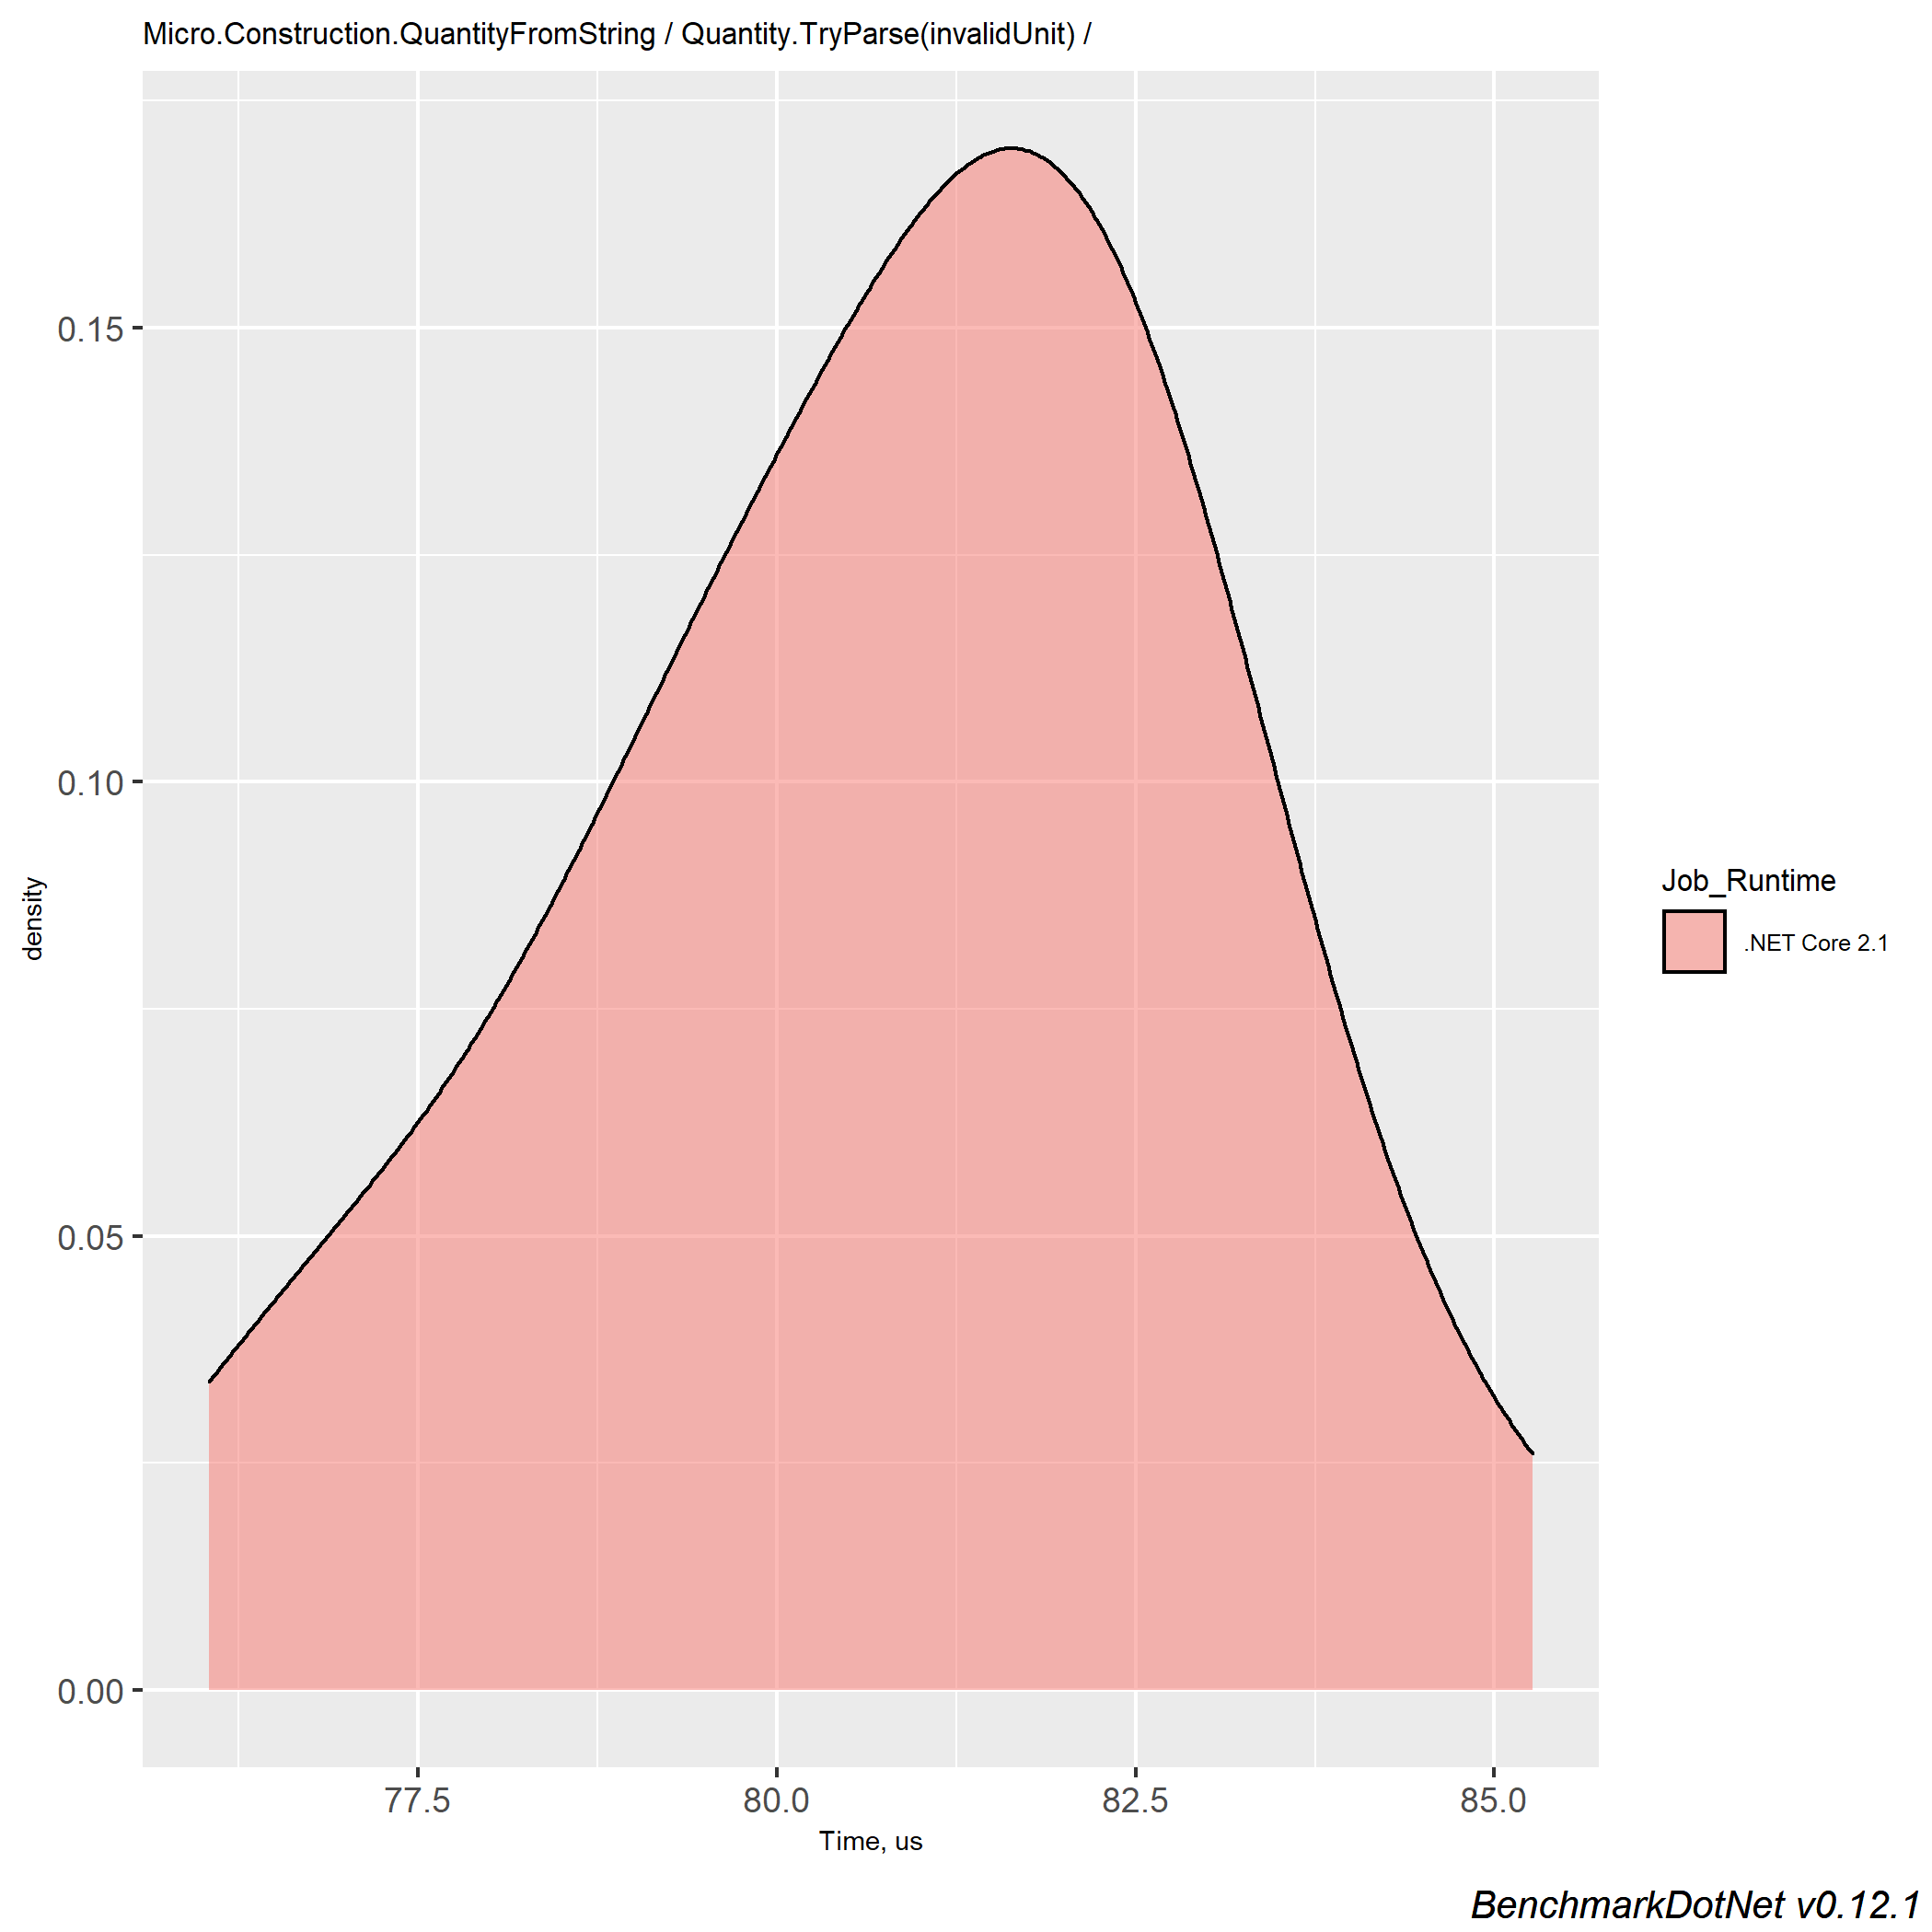 Micro.Construction.QuantityFromString / Quantity.TryParse(invalidUnit) /
0.15
0.10
0.05
0.00
density
77.5 80.0 82.5 85.0
Time, us
Job_Runtime
.NET Core 2.1
BenchmarkDotNet v0.12.1